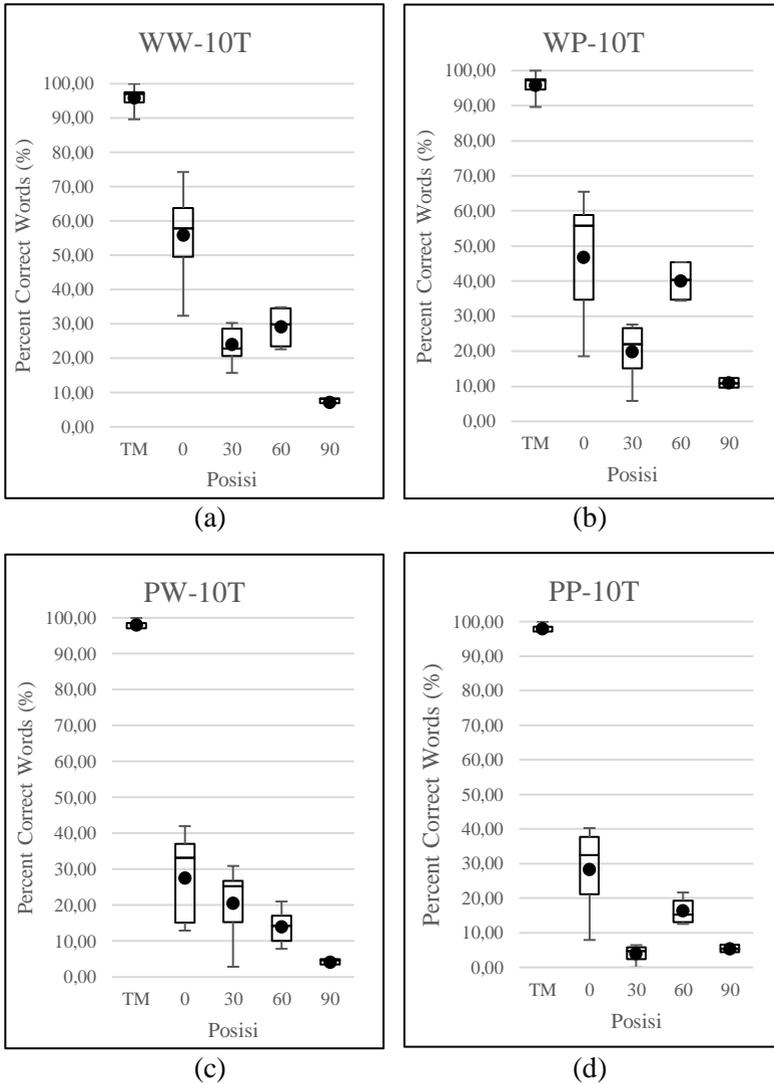 WW-10T
Percent Correct Words (%)
100,00
90,00
80,00
70,00
60,00
50,00
40,00
30,00
20,00
10,00
0,00
TM 0 30 60 90
Posisi
(a)
WP-10T
Percent Correct Words (%)
100,00
90,00
80,00
70,00
60,00
50,00
40,00
30,00
20,00
10,00
0,00
TM 0 30 60 90
Posisi
(b)
PW-10T
Percent Correct Words (%)
100,00
90,00
80,00
70,00
60,00
50,00
40,00
30,00
20,00
10,00
0,00
TM 0 30 60 90
Posisi
(c)
PP-10T
Percent Correct Words (%)
100,00
90,00
80,00
70,00
60,00
50,00
40,00
30,00
20,00
10,00
0,00
TM 0 30 60 90
Posisi
(d)